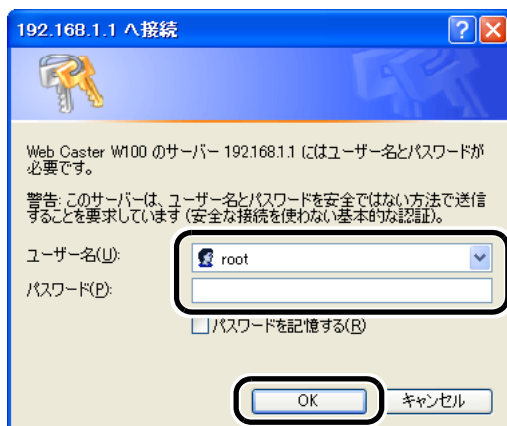 192.168.1.1 へ接続
Web Caster W100 のサーバー 192.168.1.1 にはユーザー名とパスワードが
必要です。
警告: このサーバーは、ユーザー名とパスワードを安全ではない方法で送信
することを要求しています (安全な接続を使わない基本的な認証)。
ユーザー名(U):
root
パスワード(P):
パスワードを記憶する(R)
OK
キャンセル